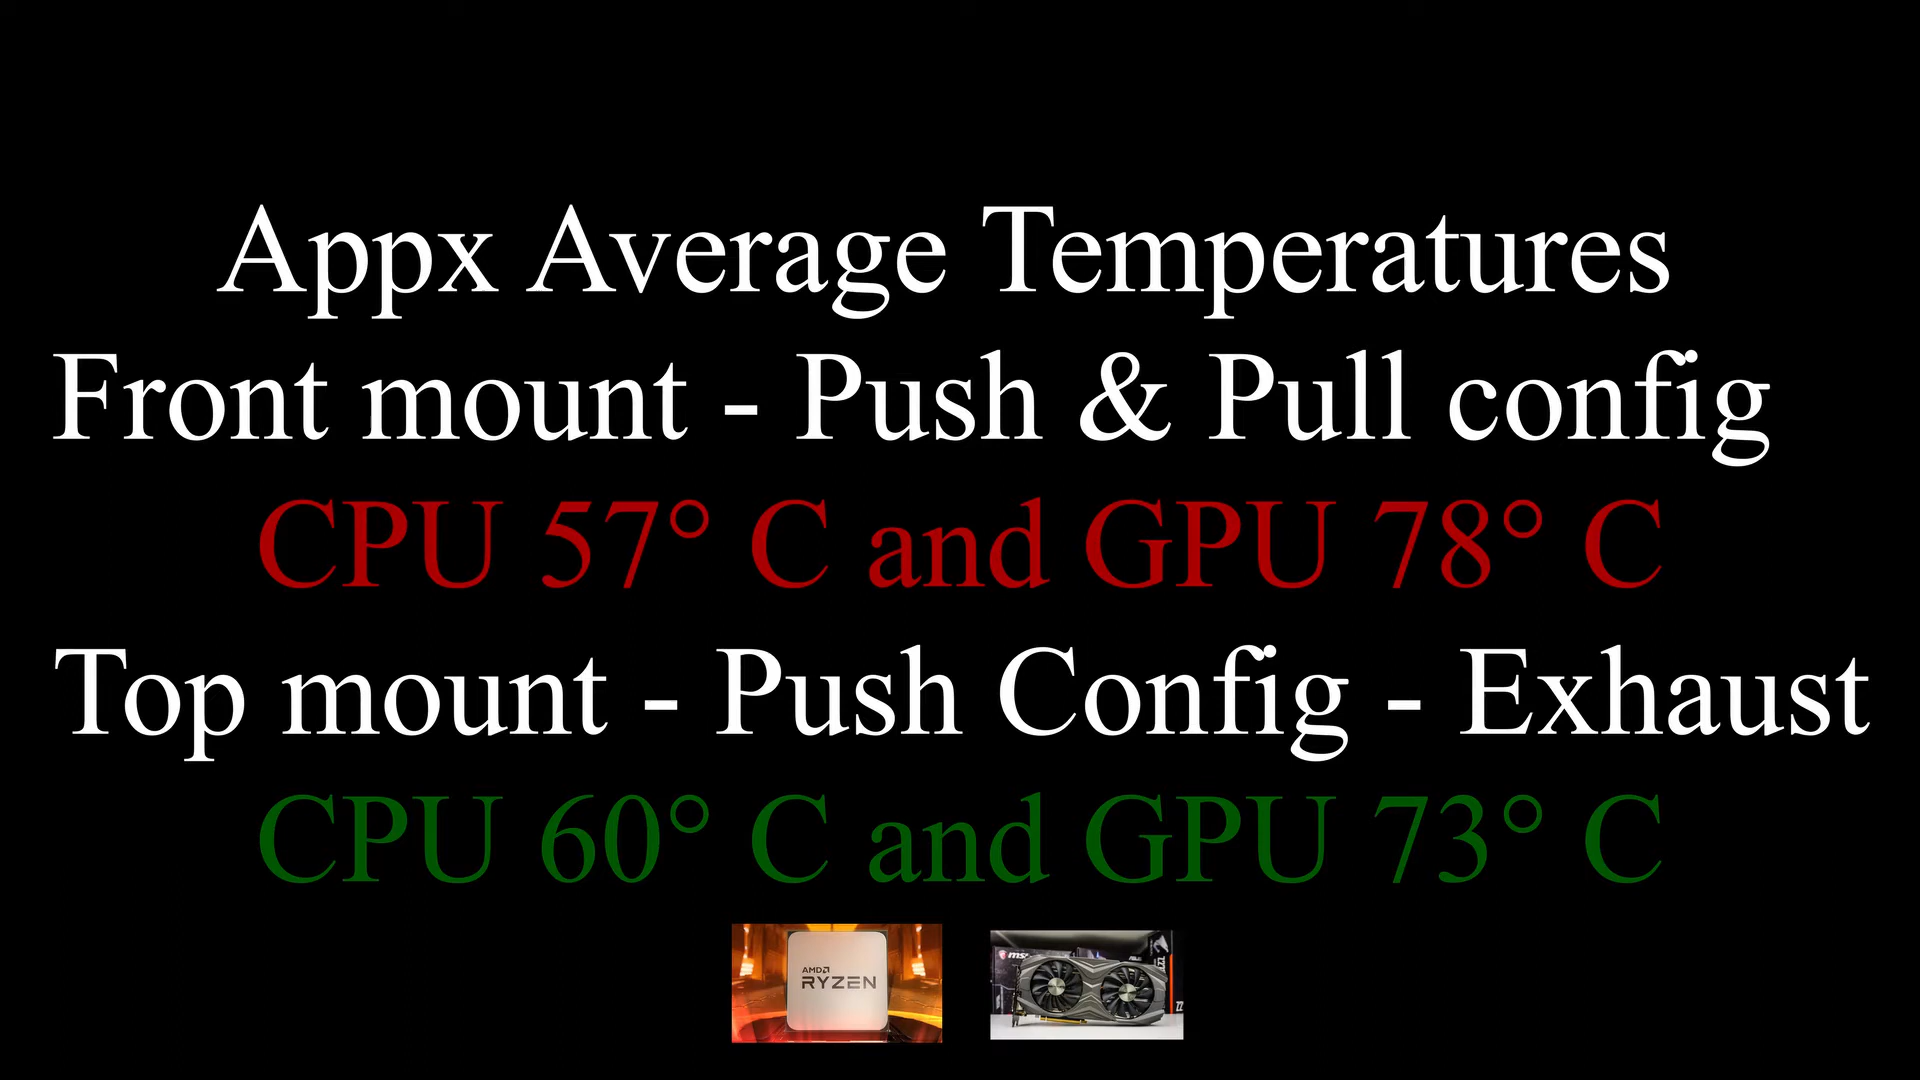 Appx Average Temperatures
Front mount - Push & Pull config
CPU 57° C and GPU 78° C
Top mount - Push Config - Exhaust
CPU 60° C and GPU 73° C
AMD
RYZEN
msi